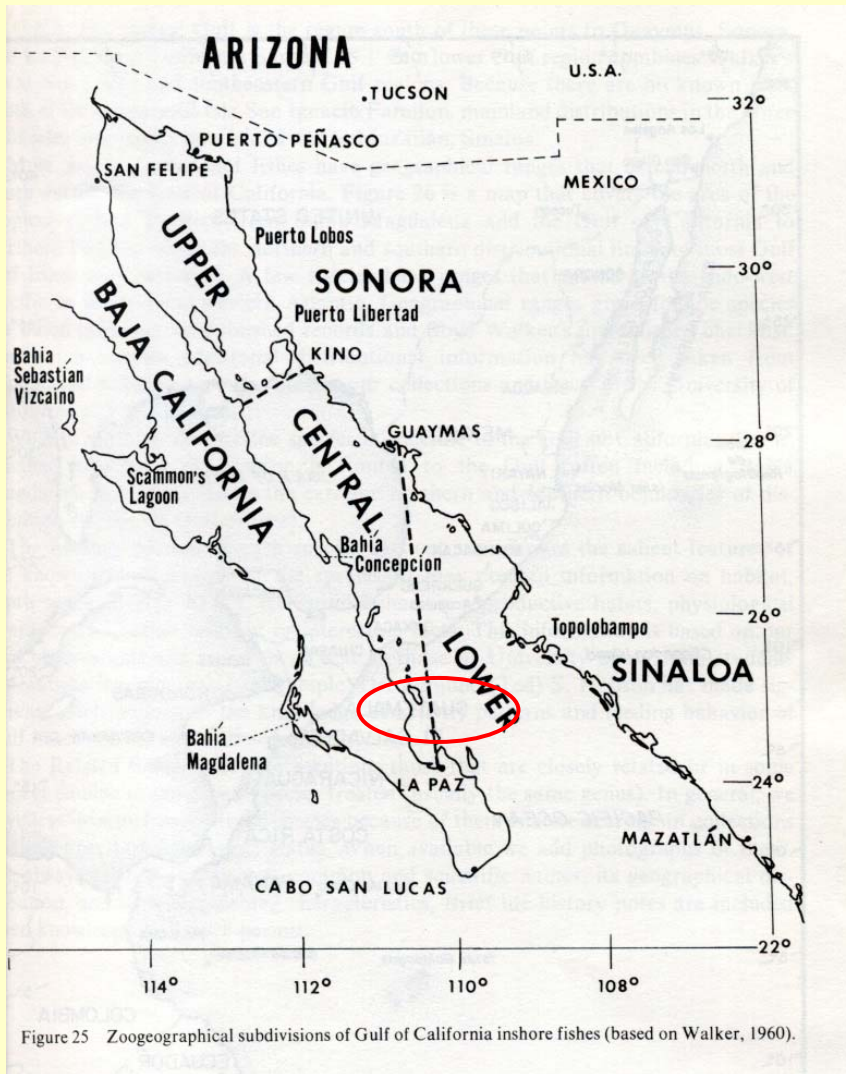 ARIZONA
U.S.A.
TUCSON
32°
PUERTO PEÑASCO
SAN FELIPE
MEXICO
UPPER
Puerto Lobos
30°
SONORA
BAJA CALIFORNIA
Puerto Libertad
KINO
Bahia
Sebastian
Vizcaino
CENTRAL
GUAYMAS
28°
Scammon's
Lagoon
Bahía
Concepcion
26°
Topolobampo
LOWER
SINALOA
Bahía
Magdalena
24°
LA PAZ
MAZATLÁN
CABO SAN LUCAS
22°
114°
112°
110°
108°
Figure 25 Zoogeographical subdivisions of Gulf of California inshore fishes (based on Walker, 1960).